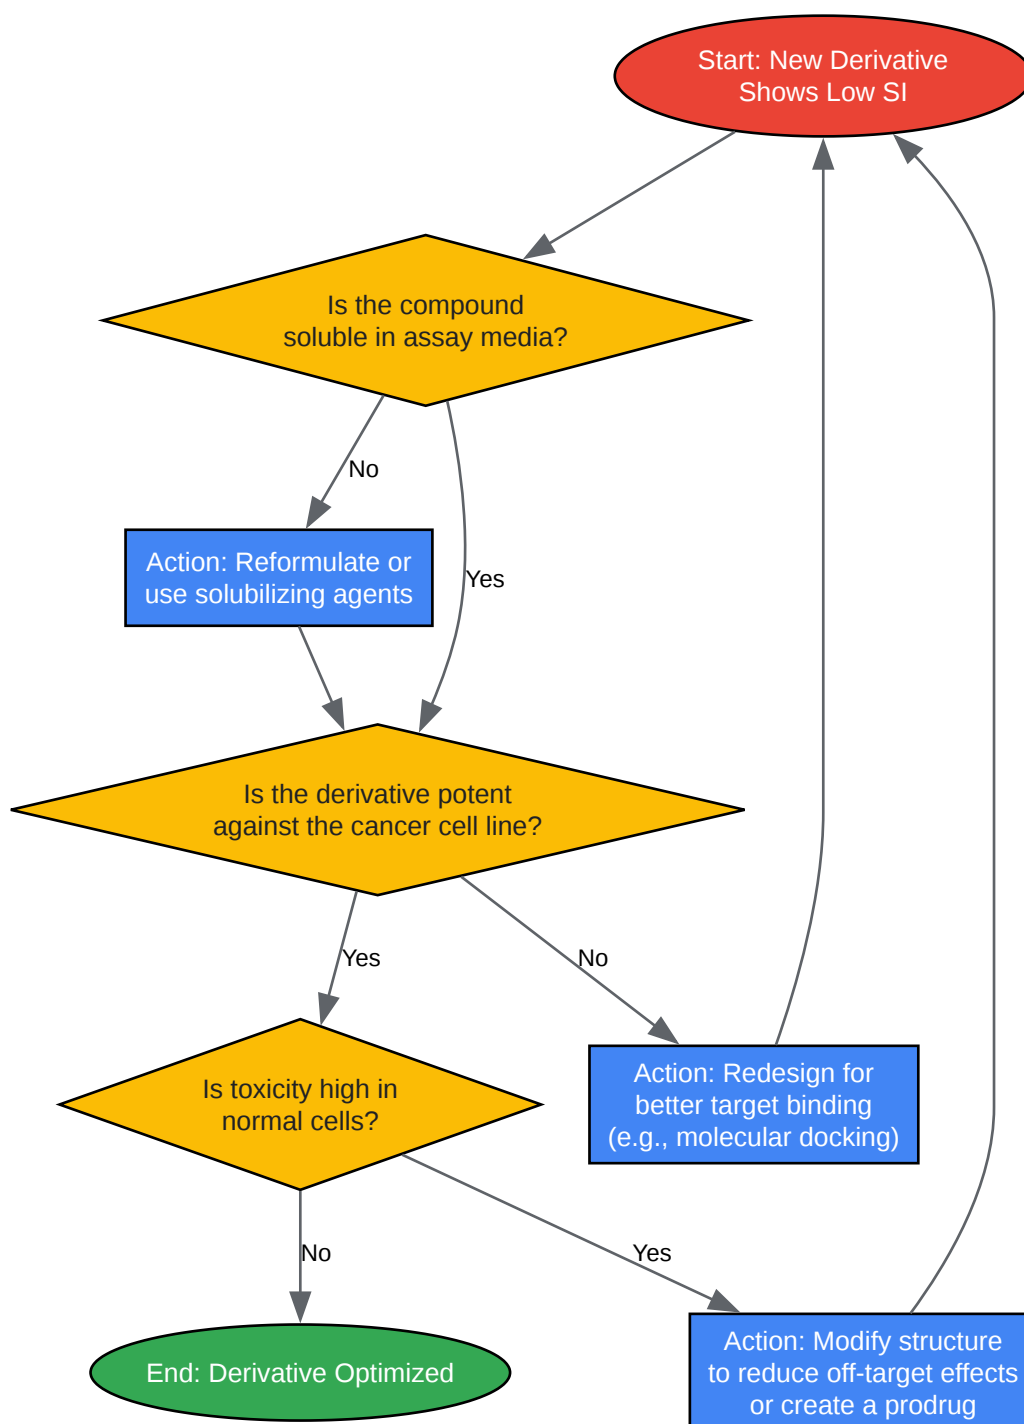 Start: New Derivative
Shows Low SI
Is the compound
soluble in assay media?
No
Action: Reformulate or
use solubilizing agents
Yes
Is the derivative potent
against the cancer cell line?
Yes
No
Is toxicity high in
normal cells?
Action: Redesign for
better target binding
(e.g., molecular docking)
No
Yes
End: Derivative Optimized
Action: Modify structure
to reduce off-target effects
or create a prodrug